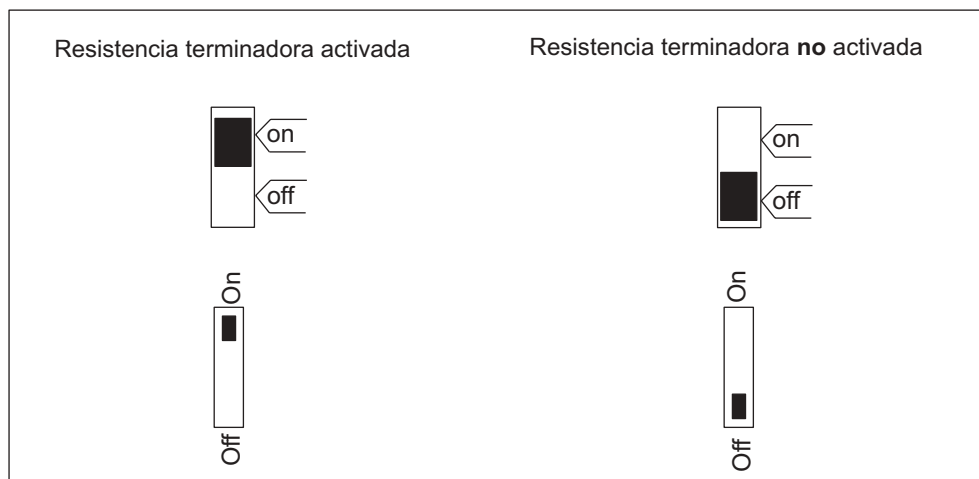 Resistencia terminadora activada
on
off
On
Off
Resistencia terminadora no activada
on
off
On
Off